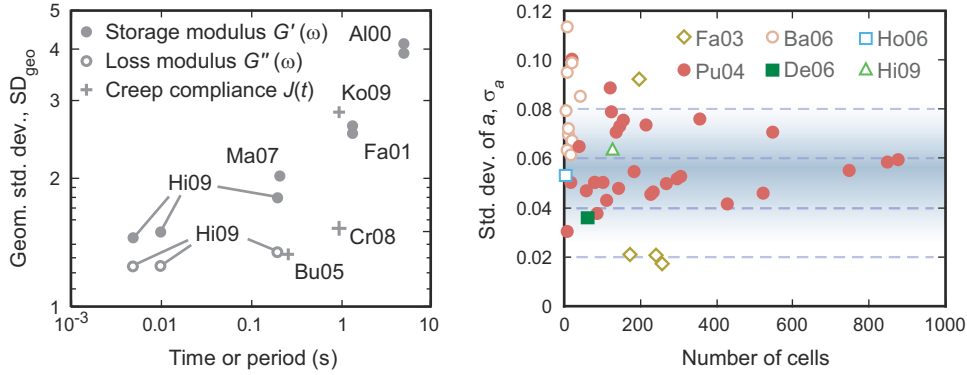 Geom. std. dev., SDgeo
5
4
3
2
1
Storage modulus G′ (ω)
Loss modulus G″ (ω)
Creep compliance J(t)
Al00
Ko09
Fa01
Ma07
Hi09
Hi09
Cr08
Bu05
10-3
0.01
0.1
1
10
Time or period (s)
Std. dev. of a, σa
0.12
0.10
0.08
0.06
0.04
0.02
0
Fa03
Ba06
Ho06
Pu04
De06
Hi09
0
200
400
600
800
1000
Number of cells